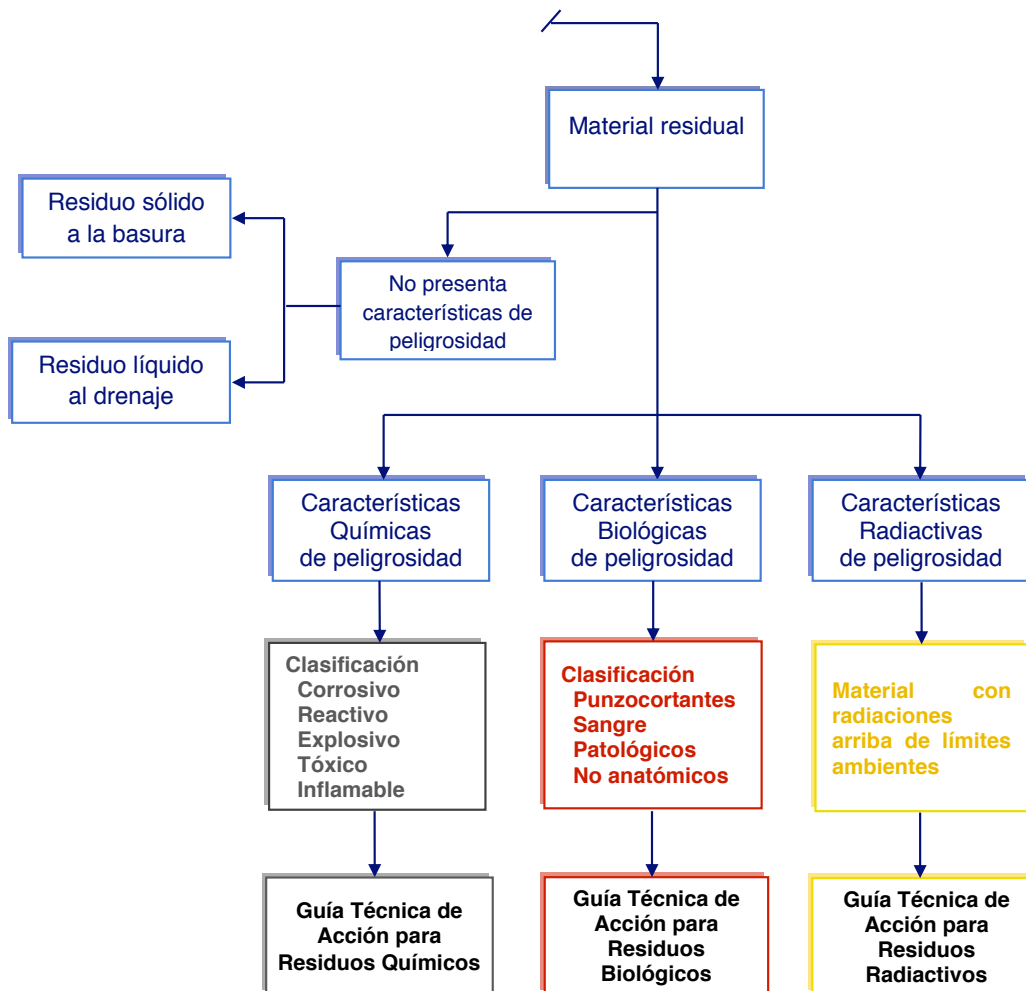 Material residual
Residuo sólido
a la basura
No presenta
características de
peligrosidad
Residuo líquido
al drenaje
Características
Químicas
de peligrosidad
Características
Biológicas
de peligrosidad
Características
Radiactivas
de peligrosidad
Clasificación
Corrosivo
Reactivo
Explosivo
Tóxico
Inflamable
Clasificación
Punzocortantes
Sangre
Patológicos
No anatómicos
Material con
radiaciones
arriba de límites
ambientes
Guía Técnica de
Acción para
Residuos Químicos
Guía Técnica de
Acción para
Residuos
Biológicos
Guía Técnica de
Acción para
Residuos
Radiactivos